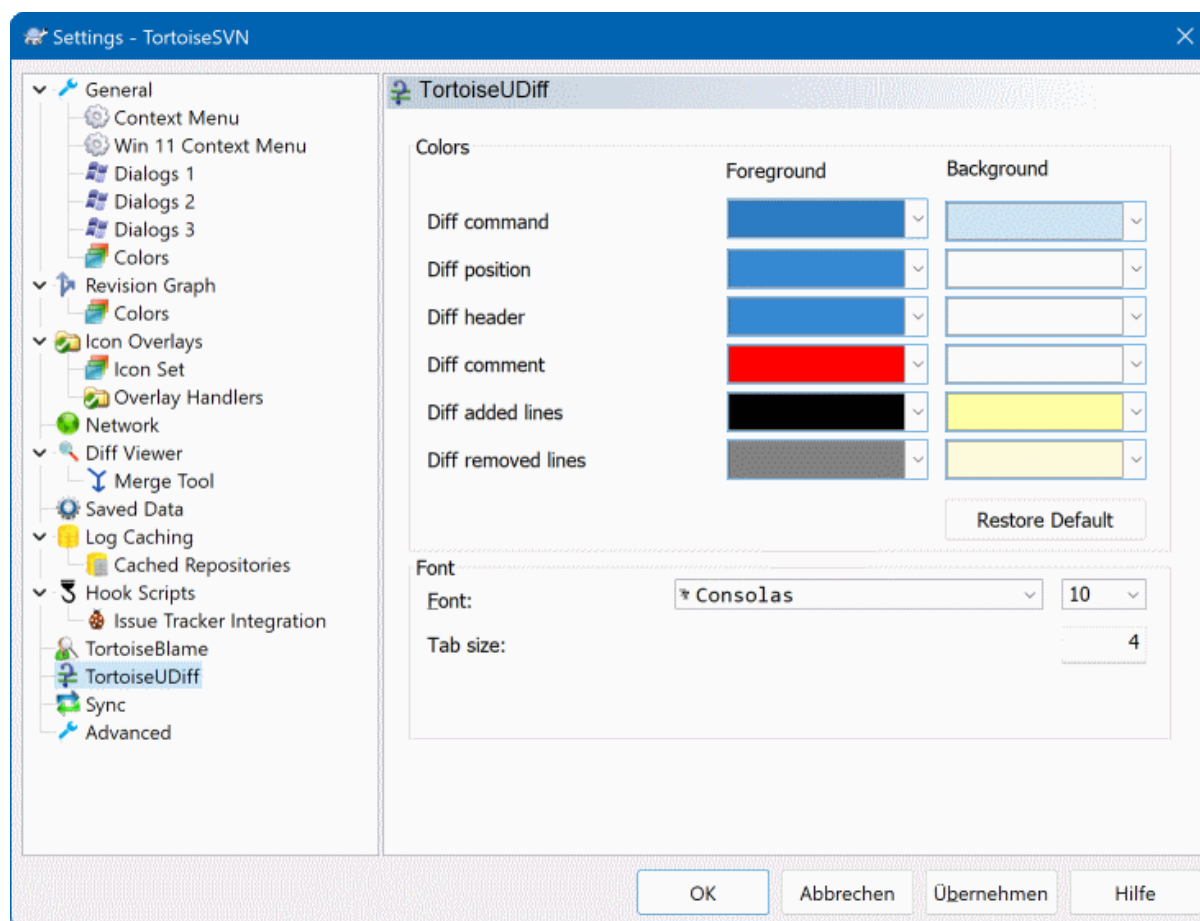 Settings - TortoiseSVN
General
Context Menu
Win 11 Context Menu
Dialogs 1
Dialogs 2
Dialogs 3
Colors
Revision Graph
Colors
Icon Overlays
Icon Set
Overlay Handlers
Network
Diff Viewer
Merge Tool
Saved Data
Log Caching
Cached Repositories
Hook Scripts
Issue Tracker Integration
TortoiseBlame
TortoiseUDiff
Sync
Advanced
TortoiseUDiff
Colors
Foreground Background
Diff command
Diff position
Diff header
Diff comment
Diff added lines
Diff removed lines
Restore Default
Font
Font: Consolas 10
Tab size: 4
OK Abbrechen Übernehmen Hilfe